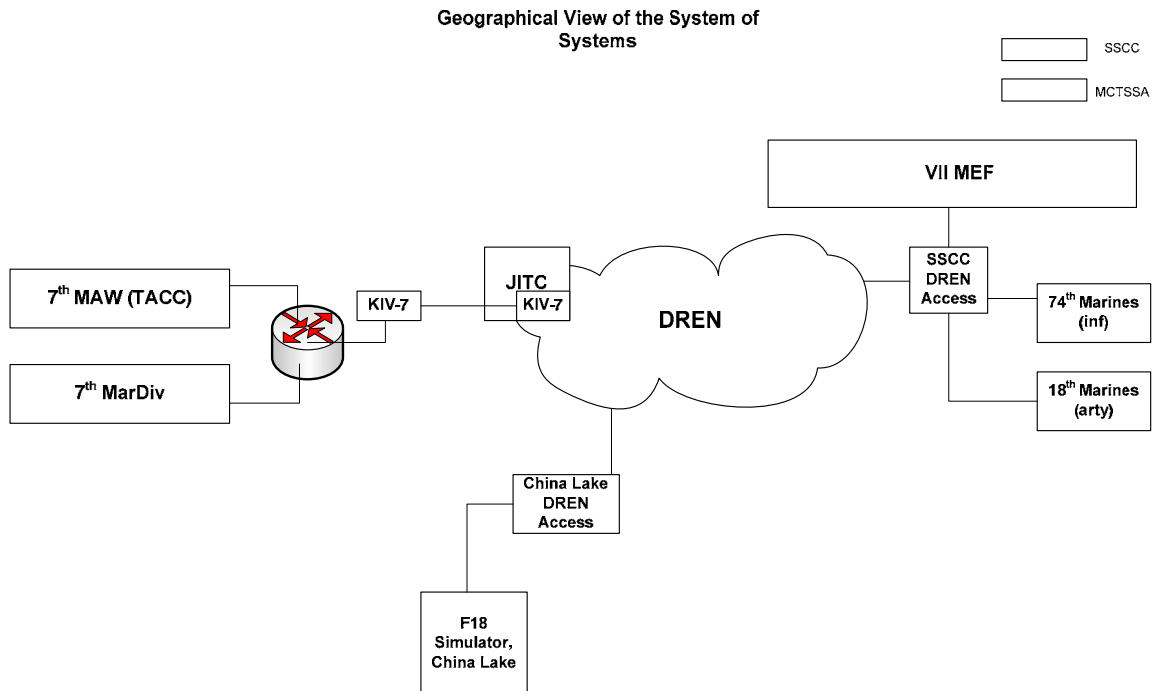 Geographical View of the System of
Systems
SSCC
MCTSSA
VII MEF
JITC
KIV-7
KIV-7
7th MAW (TACC)
7th MarDiv
DREN
SSCC
DREN
Access
74th Marines
(inf)
18th Marines
(arty)
China Lake
DREN
Access
F18
Simulator,
China Lake